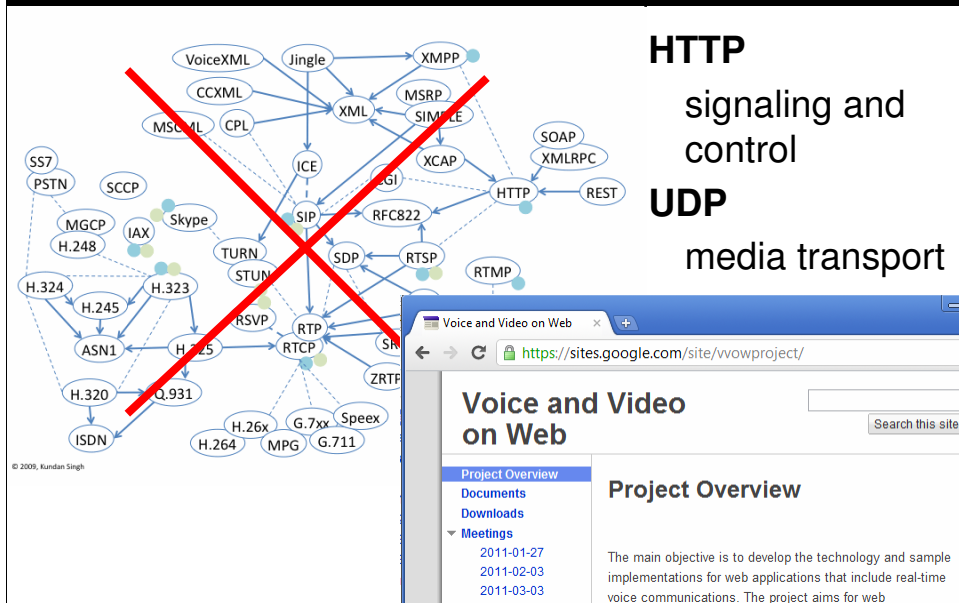 VoiceXML
Jingle
XMPP
CCXML
XML
MSRP
SIMPLE
CPL
SOAP
XMLRPC
SS7
PSTN
SCCP
ICE
XCAP
CGI
HTTP
REST
MGCP
H.248
IAX
Skype
SIP
RFC822
TURN
STUN
SDP
RTSP
RTMP
H.324
H.323
H.245
RSVP
RTP
RTCP
ASN1
ZRTP
H.320
Q.931
ISDN
H.26x
H.264
MPG
G.7xx
G.711
Speex
© 2009, Kundan Singh
HTTP
signaling and
control
UDP
media transport
Voice and Video on Web
https://sites.google.com/site/vvowproject/
Voice and Video
on Web
Search this site
Project Overview
Documents
Downloads
Meetings
2011-01-27
2011-02-03
2011-03-03
Project Overview
The main objective is to develop the technology and sample
implementations for web applications that include real-time
voice communications. The project aims for web